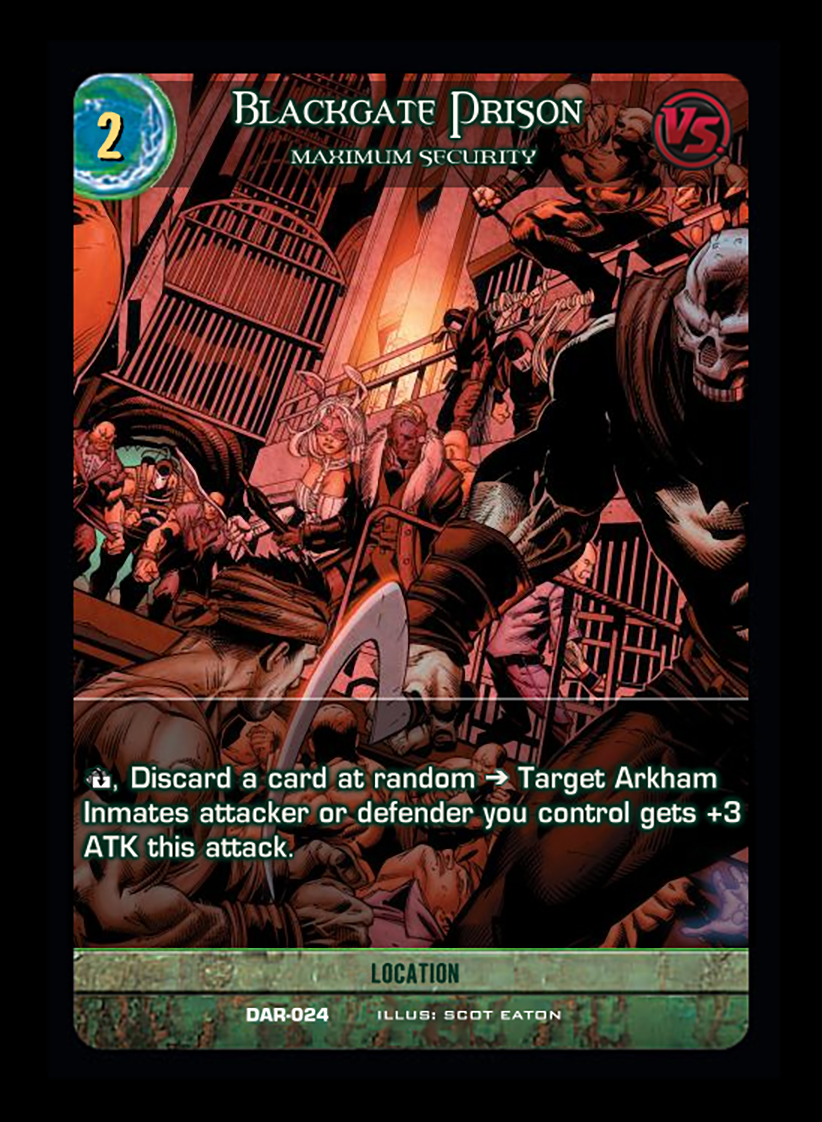 2
Blackgate Prison
VS.
MAXIMUM SECURITY
, Discard a card at random ➔ Target Arkham
Inmates attacker or defender you control gets +3
ATK this attack.
LOCATION
DAR-024 ILLUS: SCOT EATON